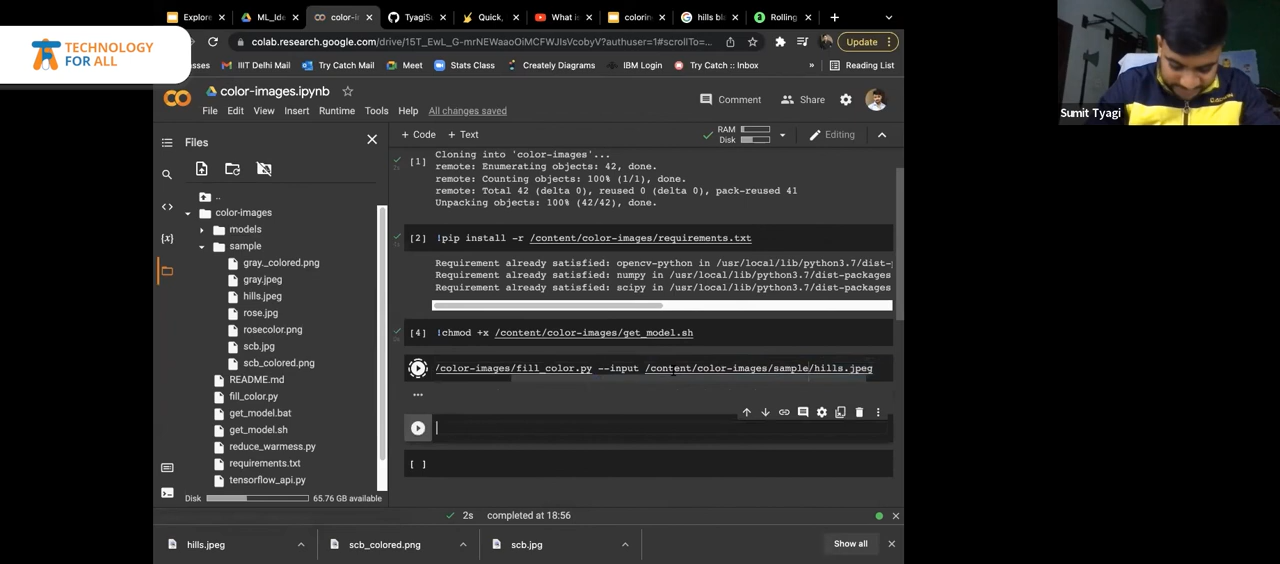 Explore
ML_Ide
color-i
TyagiSu
Quick,
What is
colorin
hills bl
Rolling
TECHNOLOGY
FOR ALL
colab.research.google.com/drive/15T_EwL_G-mrNEWaaoOiMCFWJIsVcobyV?authuser=1#scrollTo=...
Update
sses
IIIT Delhi Mail
Try Catch Mail
Meet
Stats Class
Creately Diagrams
IBM Login
Try Catch :: Inbox
»
Reading List
Sumit Tyagi
color-images.ipynb
File Edit View Insert Runtime Tools Help All changes saved
Comment
Share
+ Code + Text
RAM
Disk
Editing
Files
..
color-images
models
sample
gray._colored.png
gray.jpeg
hills.jpeg
rose.jpg
rosecolor.png
scb.jpg
scb_colored.png
README.md
fill_color.py
get_model.bat
get_model.sh
reduce_warmess.py
requirements.txt
tensorflow_api.py
Disk
65.76 GB available
[1]
Cloning into 'color-images'...
remote: Enumerating objects: 42, done.
remote: Counting objects: 100% (1/1), done.
remote: Total 42 (delta 0), reused 0 (delta 0), pack-reused 41
Unpacking objects: 100% (42/42), done.
[2] !pip install -r /content/color-images/requirements.txt
Requirement already satisfied: opencv-python in /usr/local/lib/python3.7/dist-
Requirement already satisfied: numpy in /usr/local/lib/python3.7/dist-packages
Requirement already satisfied: scipy in /usr/local/lib/python3.7/dist-packages
[4] !chmod +x /content/color-images/get_model.sh
/color-images/fill_color.py --input /content/color-images/sample/hills.jpeg
...
[ ]
2s completed at 18:56
hills.jpeg
scb_colored.png
scb.jpg
Show all